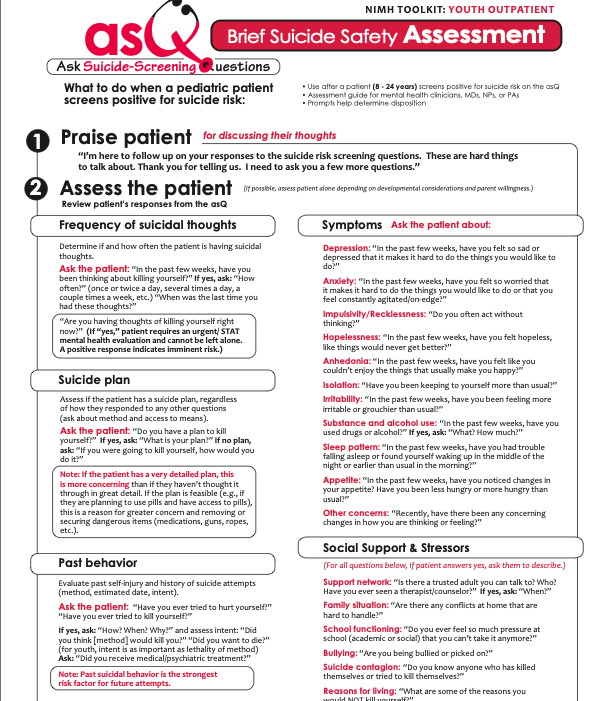 NIMH TOOLKIT: YOUTH OUTPATIENT
asQ
Brief Suicide Safety Assessment
Ask Suicide-Screening Questions
What to do when a pediatric patient
screens positive for suicide risk:
• Use after a patient (8 - 24 years) screens positive for suicide risk on the asQ
• Assessment guide for mental health clinicians, MDs, NPs, or PAs
• Prompts help determine disposition
1 Praise patient for discussing their thoughts
"I'm here to follow up on your responses to the suicide risk screening questions. These are hard things
to talk about. Thank you for telling us. I need to ask you a few more questions."
2 Assess the patient (If possible, assess patient alone depending on developmental considerations and parent willingness.)
Review patient's responses from the asQ
Frequency of suicidal thoughts
Determine if and how often the patient is having suicidal
thoughts.
Ask the patient: "In the past few weeks, have you
been thinking about killing yourself?" If yes, ask: "How
often?" (once or twice a day, several times a day, a
couple times a week, etc.) "When was the last time you
had these thoughts?"
"Are you having thoughts of killing yourself right
now?" (If "yes," patient requires an urgent/ STAT
mental health evaluation and cannot be left alone.
A positive response indicates imminent risk.)
Suicide plan
Assess if the patient has a suicide plan, regardless
of how they responded to any other questions
(ask about method and access to means).
Ask the patient: "Do you have a plan to kill
yourself?" If yes, ask: "What is your plan?" If no plan,
ask: "If you were going to kill yourself, how would you
do it?"
Note: If the patient has a very detailed plan, this
is more concerning than if they haven't thought it
through in great detail. If the plan is feasible (e.g., if
they are planning to use pills and have access to pills),
this is a reason for greater concern and removing or
securing dangerous items (medications, guns, ropes,
etc.).
Past behavior
Evaluate past self-injury and history of suicide attempts
(method, estimated date, intent).
Ask the patient: "Have you ever tried to hurt yourself?"
"Have you ever tried to kill yourself?"
If yes, ask: "How? When? Why?" and assess intent: "Did
you think [method] would kill you?" "Did you want to die?"
(for youth, intent is as important as lethality of method)
Ask: "Did you receive medical/psychiatric treatment?"
Note: Past suicidal behavior is the strongest
risk factor for future attempts.
Symptoms Ask the patient about:
Depression: "In the past few weeks, have you felt so sad or
depressed that it makes it hard to do the things you would like to
do?"
Anxiety: "In the past few weeks, have you felt so worried that
it makes it hard to do the things you would like to do or that you
feel constantly agitated/on-edge?"
Impulsivity/Recklessness: "Do you often act without
thinking?"
Hopelessness: "In the past few weeks, have you felt hopeless,
like things would never get better?"
Anhedonia: "In the past few weeks, have you felt like you
couldn't enjoy the things that usually make you happy?"
Isolation: "Have you been keeping to yourself more than usual?"
Irritability: "In the past few weeks, have you been feeling more
irritable or grouchier than usual?"
Substance and alcohol use: "In the past few weeks, have you
used drugs or alcohol?" If yes, ask: "What? How much?"
Sleep pattern: "In the past few weeks, have you had trouble
falling asleep or found yourself waking up in the middle of the
night or earlier than usual in the morning?"
Appetite: "In the past few weeks, have you noticed changes in
your appetite? Have you been less hungry or more hungry than
usual?"
Other concerns: "Recently, have there been any concerning
changes in how you are thinking or feeling?"
Social Support & Stressors
(For all questions below, if patient answers yes, ask them to describe.)
Support network: "Is there a trusted adult you can talk to? Who?
Have you ever seen a therapist/counselor?" If yes, ask: "When?"
Family situation: "Are there any conflicts at home that are
hard to handle?"
School functioning: "Do you ever feel so much pressure at
school (academic or social) that you can't take it anymore?"
Bullying: "Are you being bullied or picked on?"
Suicide contagion: "Do you know anyone who has killed
themselves or tried to kill themselves?"
Reasons for living: "What are some of the reasons you
would NOT kill yourself?"